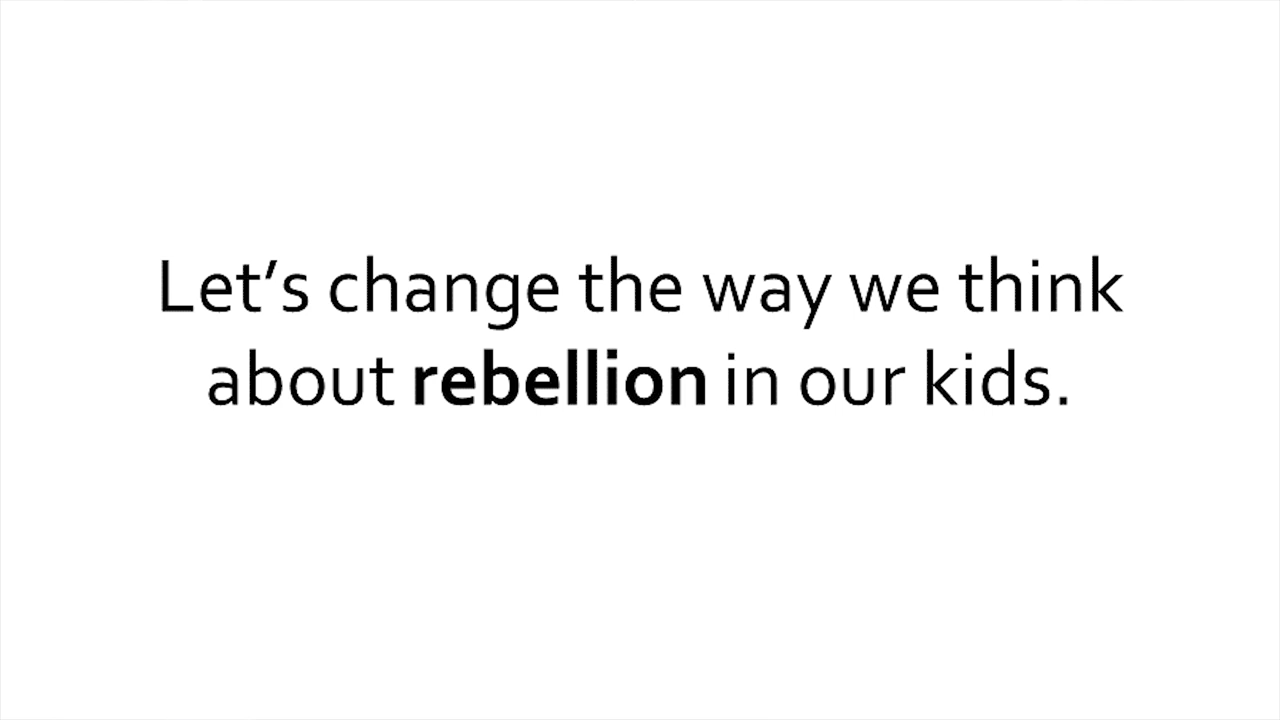 Let’s change the way we think
about rebellion in our kids.